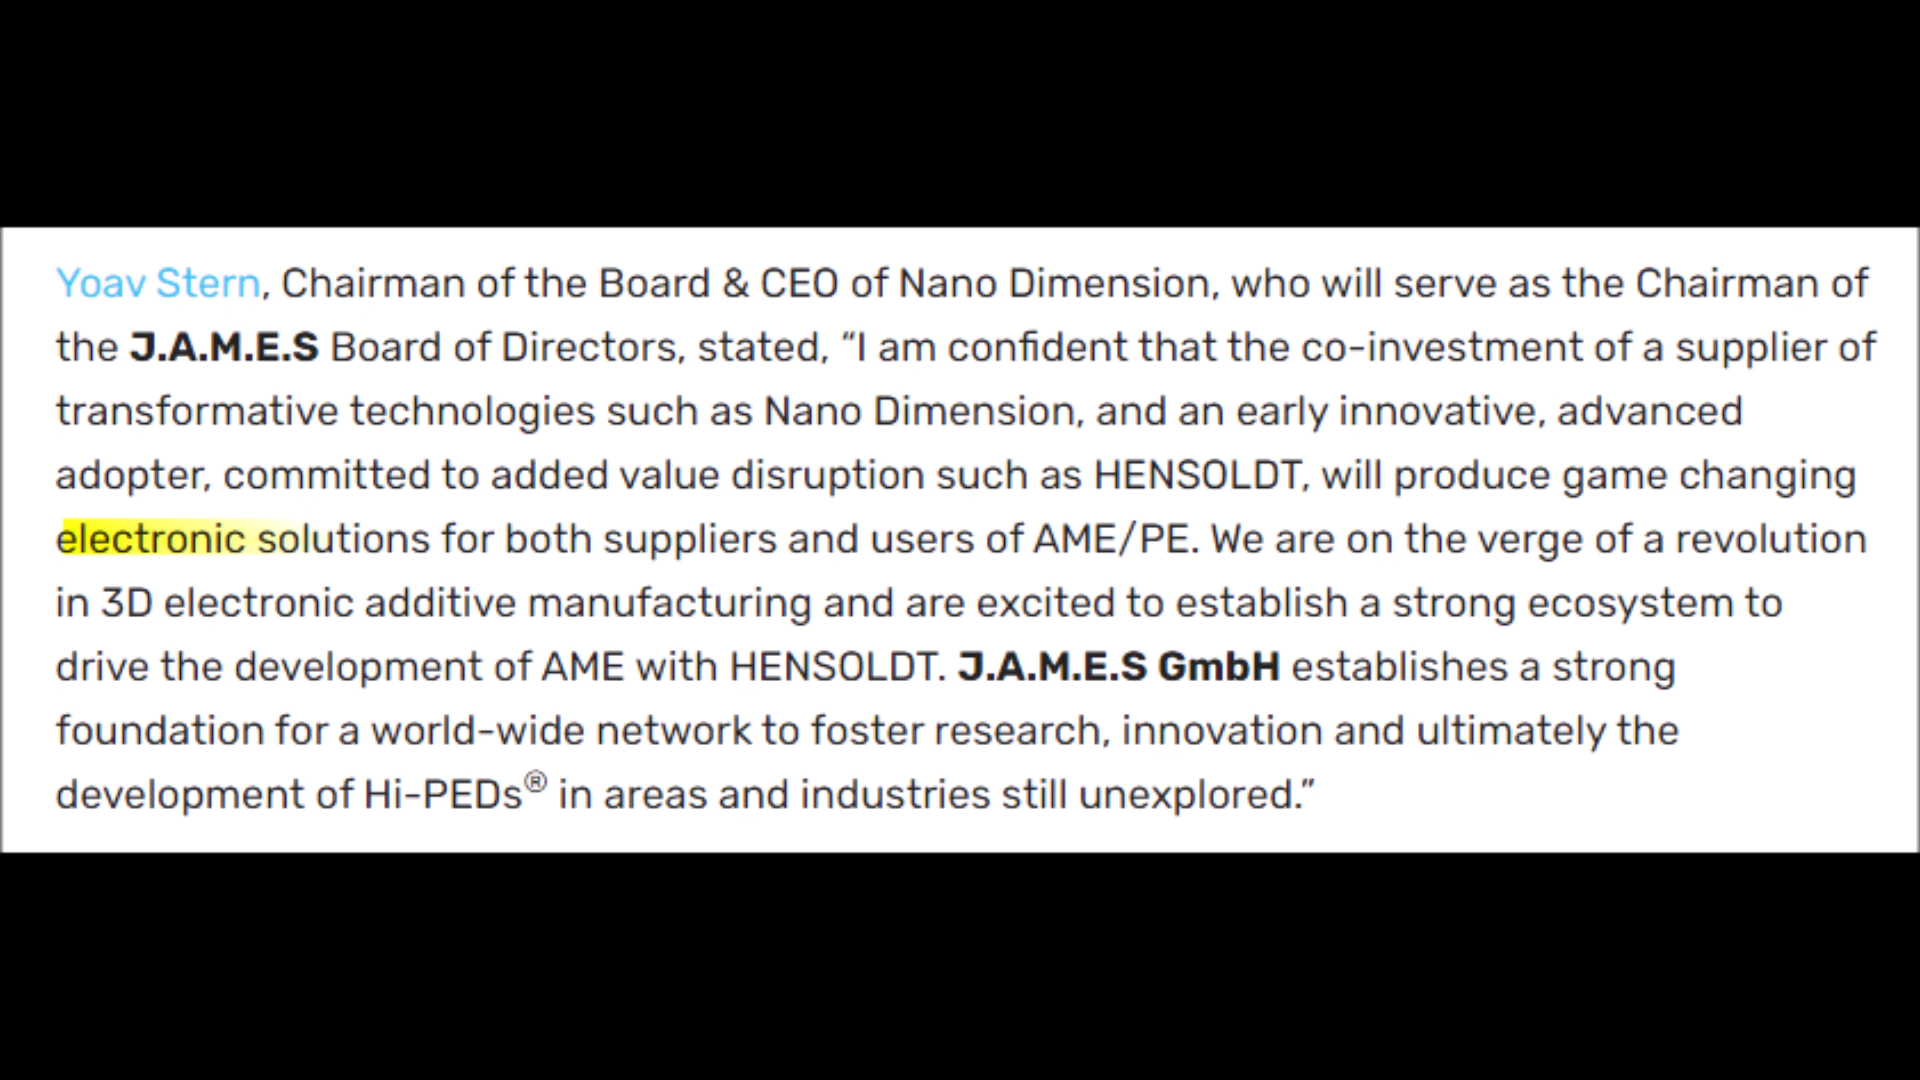 Yoav Stern, Chairman of the Board & CEO of Nano Dimension, who will serve as the Chairman of
the J.A.M.E.S Board of Directors, stated, “I am confident that the co-investment of a supplier of
transformative technologies such as Nano Dimension, and an early innovative, advanced
adopter, committed to added value disruption such as HENSOLDT, will produce game changing
electronic solutions for both suppliers and users of AME/PE. We are on the verge of a revolution
in 3D electronic additive manufacturing and are excited to establish a strong ecosystem to
drive the development of AME with HENSOLDT. J.A.M.E.S GmbH establishes a strong
foundation for a world-wide network to foster research, innovation and ultimately the
development of Hi-PEDs® in areas and industries still unexplored.”